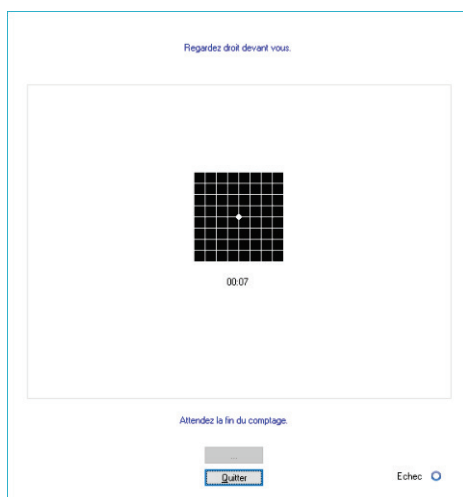 Regardez droit devant vous.
00:07
Attendez la fin du comptage.
...
Quitter
Echec